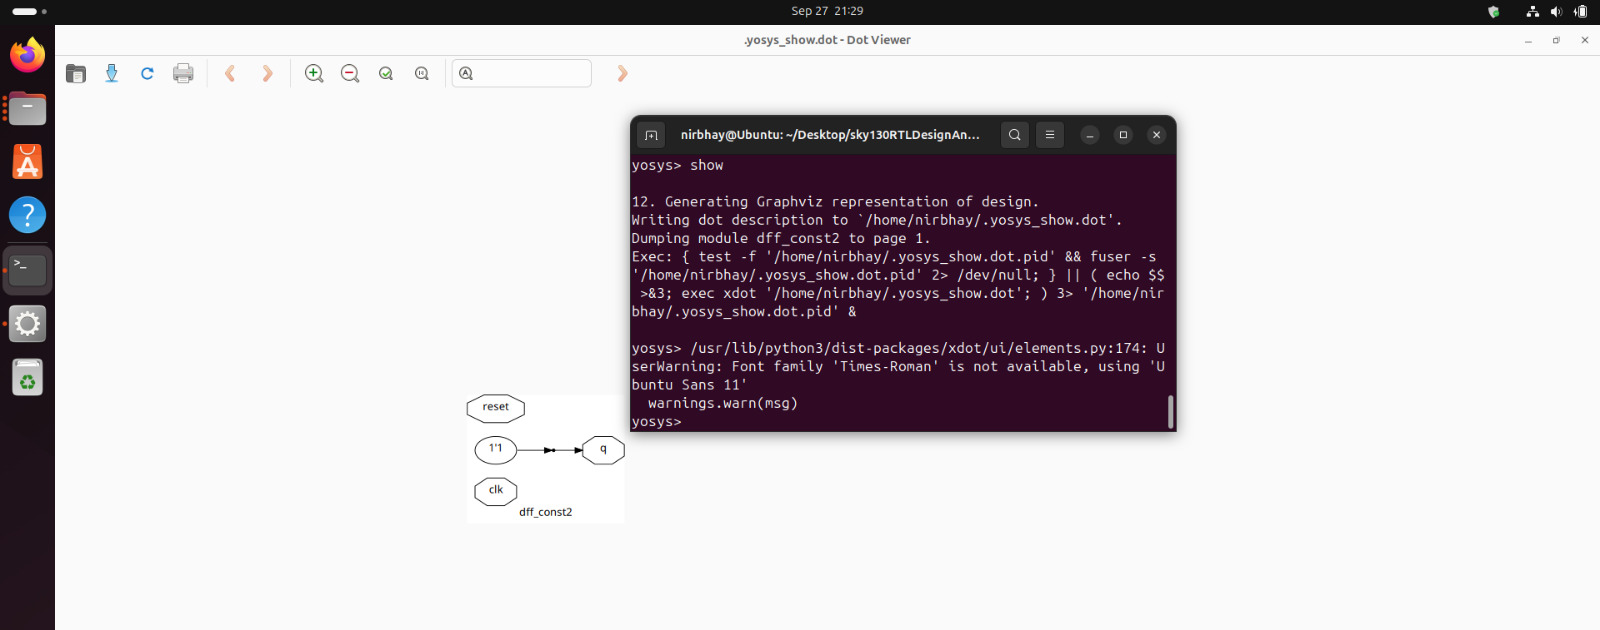 Sep 27 21:29
.yosys_show.dot - Dot Viewer
nirbhay@Ubuntu: ~/Desktop/sky130RTLDesignAn...
yosys> show
12. Generating Graphviz representation of design.
Writing dot description to `/home/nirbhay/.yosys_show.dot'.
Dumping module dff_const2 to page 1.
Exec: { test -f '/home/nirbhay/.yosys_show.dot.pid' && fuser -s
'/home/nirbhay/.yosys_show.dot.pid' 2> /dev/null; } || ( echo $$
>&3; exec xdot '/home/nirbhay/.yosys_show.dot'; ) 3> '/home/nir
bhay/.yosys_show.dot.pid' &
yosys> /usr/lib/python3/dist-packages/xdot/ui/elements.py:174: U
serWarning: Font family 'Times-Roman' is not available, using 'U
buntu Sans 11'
warnings.warn(msg)
yosys>
reset
1'1
q
clk
dff_const2